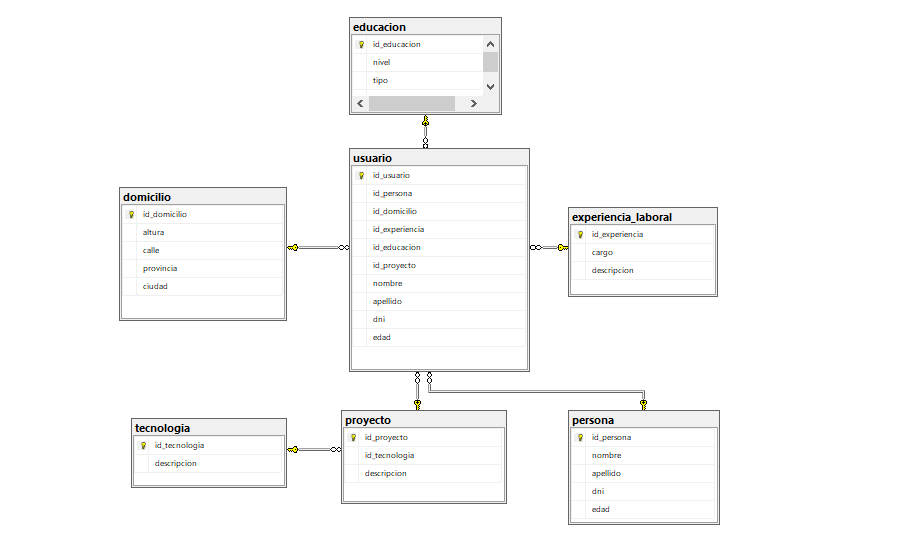 educacion
id_educacion
nivel
tipo
usuario
id_usuario
id_persona
id_domicilio
id_experiencia
id_educacion
id_proyecto
nombre
apellido
dni
edad
domicilio
id_domicilio
altura
calle
provincia
ciudad
experiencia_laboral
id_experiencia
cargo
descripcion
tecnologia
id_tecnologia
descripcion
proyecto
id_proyecto
id_tecnologia
descripcion
persona
id_persona
nombre
apellido
dni
edad